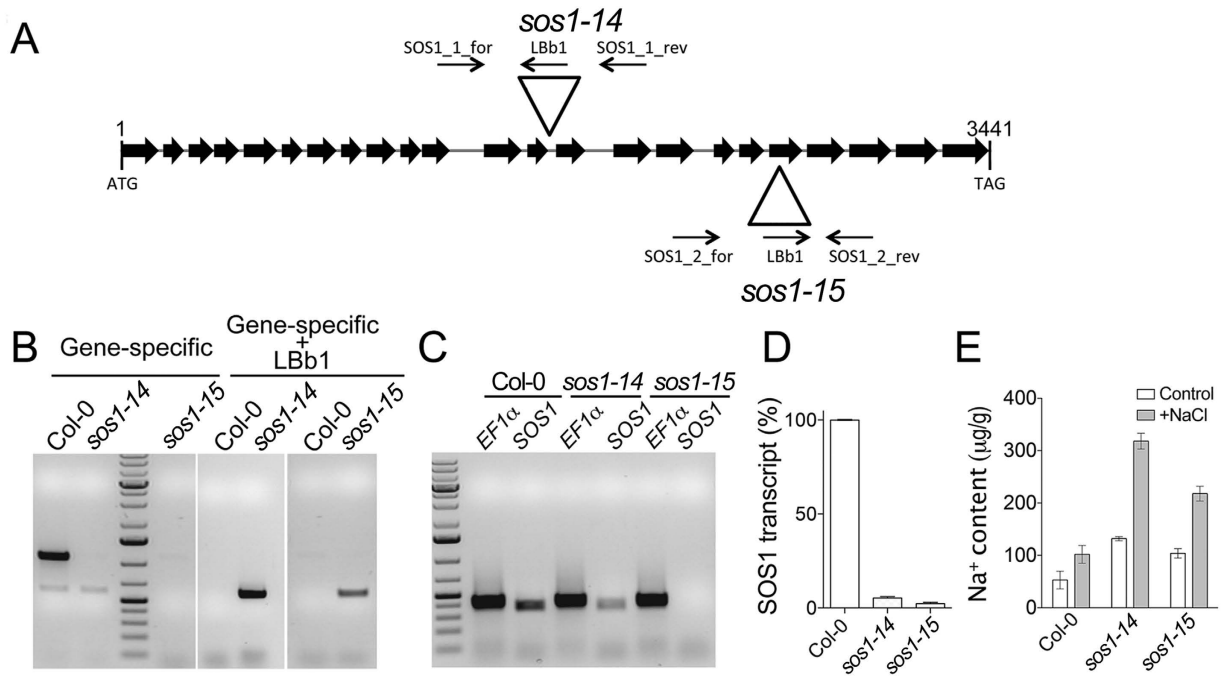 A
sos1-14
SOS1_1_for LBb1 SOS1_1_rev
1 3441
ATG TAG
SOS1_2_for LBb1 SOS1_2_rev
sos1-15
B
Gene-specific
Gene-specific
+
LBb1
Col-0 sos1-14 sos1-15 Col-0 sos1-14 Col-0 sos1-15
C
Col-0 sos1-14 sos1-15
EF1α SOS1 EF1α SOS1 EF1α SOS1
D
SOS1 transcript (%)
100
50
0
Col-0 sos1-14 sos1-15
E
Na⁺ content (µg/g)
Control
+NaCl
400
300
200
100
0
Col-0 sos1-14 sos1-15